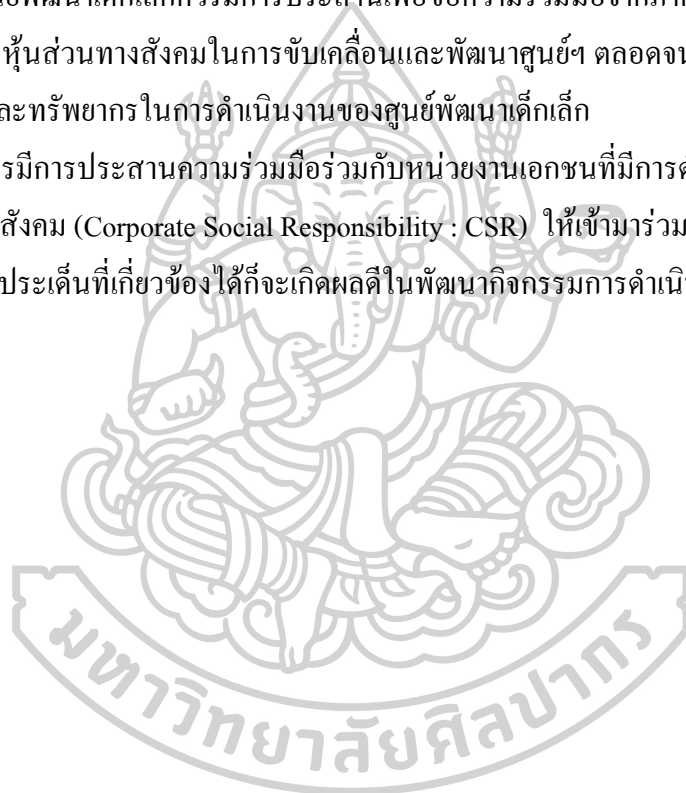 หุ้นส่วนทางสังคมในการขับเคลื่อนและพัฒนาศูนย์ฯ ตลอดจน
ละทรัพยากรในการดำเนินงานของศูนย์พัฒนาเด็กเล็ก
รมีการประสานความร่วมมือร่วมกับหน่วยงานเอกชนที่มีการด
สังคม (Corporate Social Responsibility : CSR) ให้เข้ามาร่วม
ประเด็นที่เกี่ยวข้องได้ก็จะเกิดผลดีในพัฒนากิจกรรมการดำเนิ
มหาวิทยาลัยศิลปากร